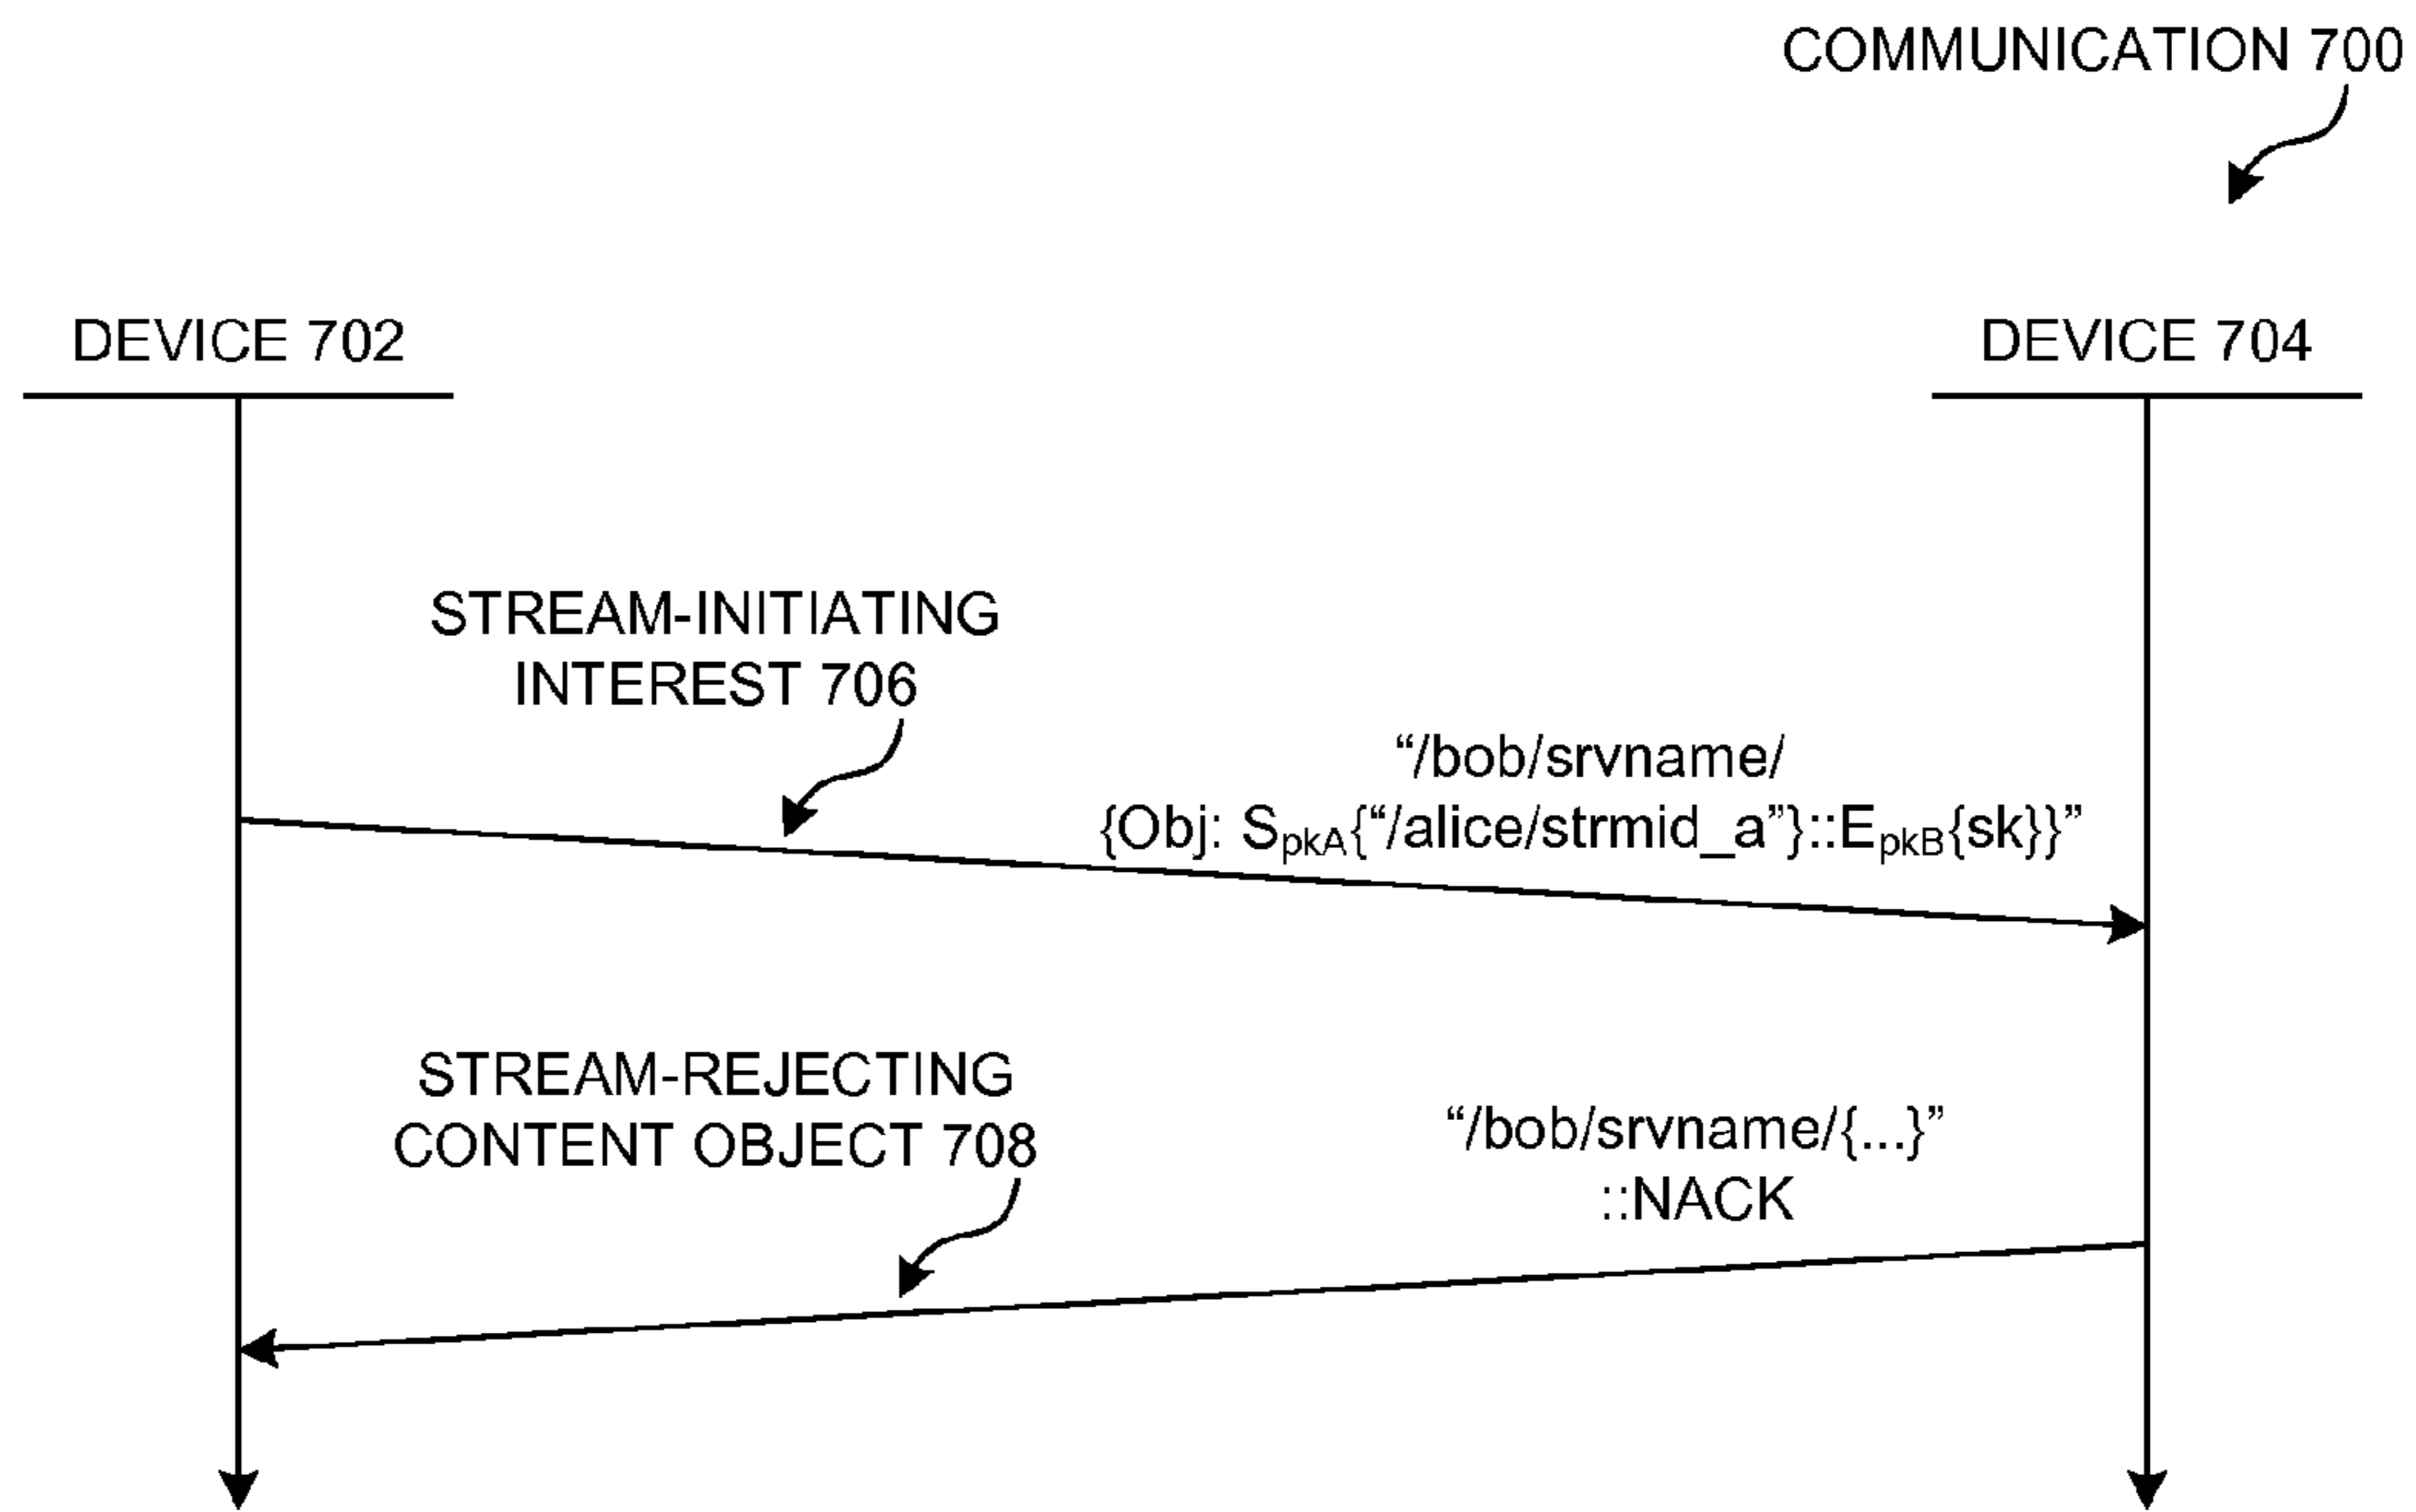 COMMUNICATION 700
DEVICE 702
DEVICE 704
STREAM-INITIATING
INTEREST 706
“/bob/srvname/
{Obj: SpkA{“/alice/strmid_a”}::EpkB{sk}}”
STREAM-REJECTING
CONTENT OBJECT 708
“/bob/srvname/{...}”
::NACK